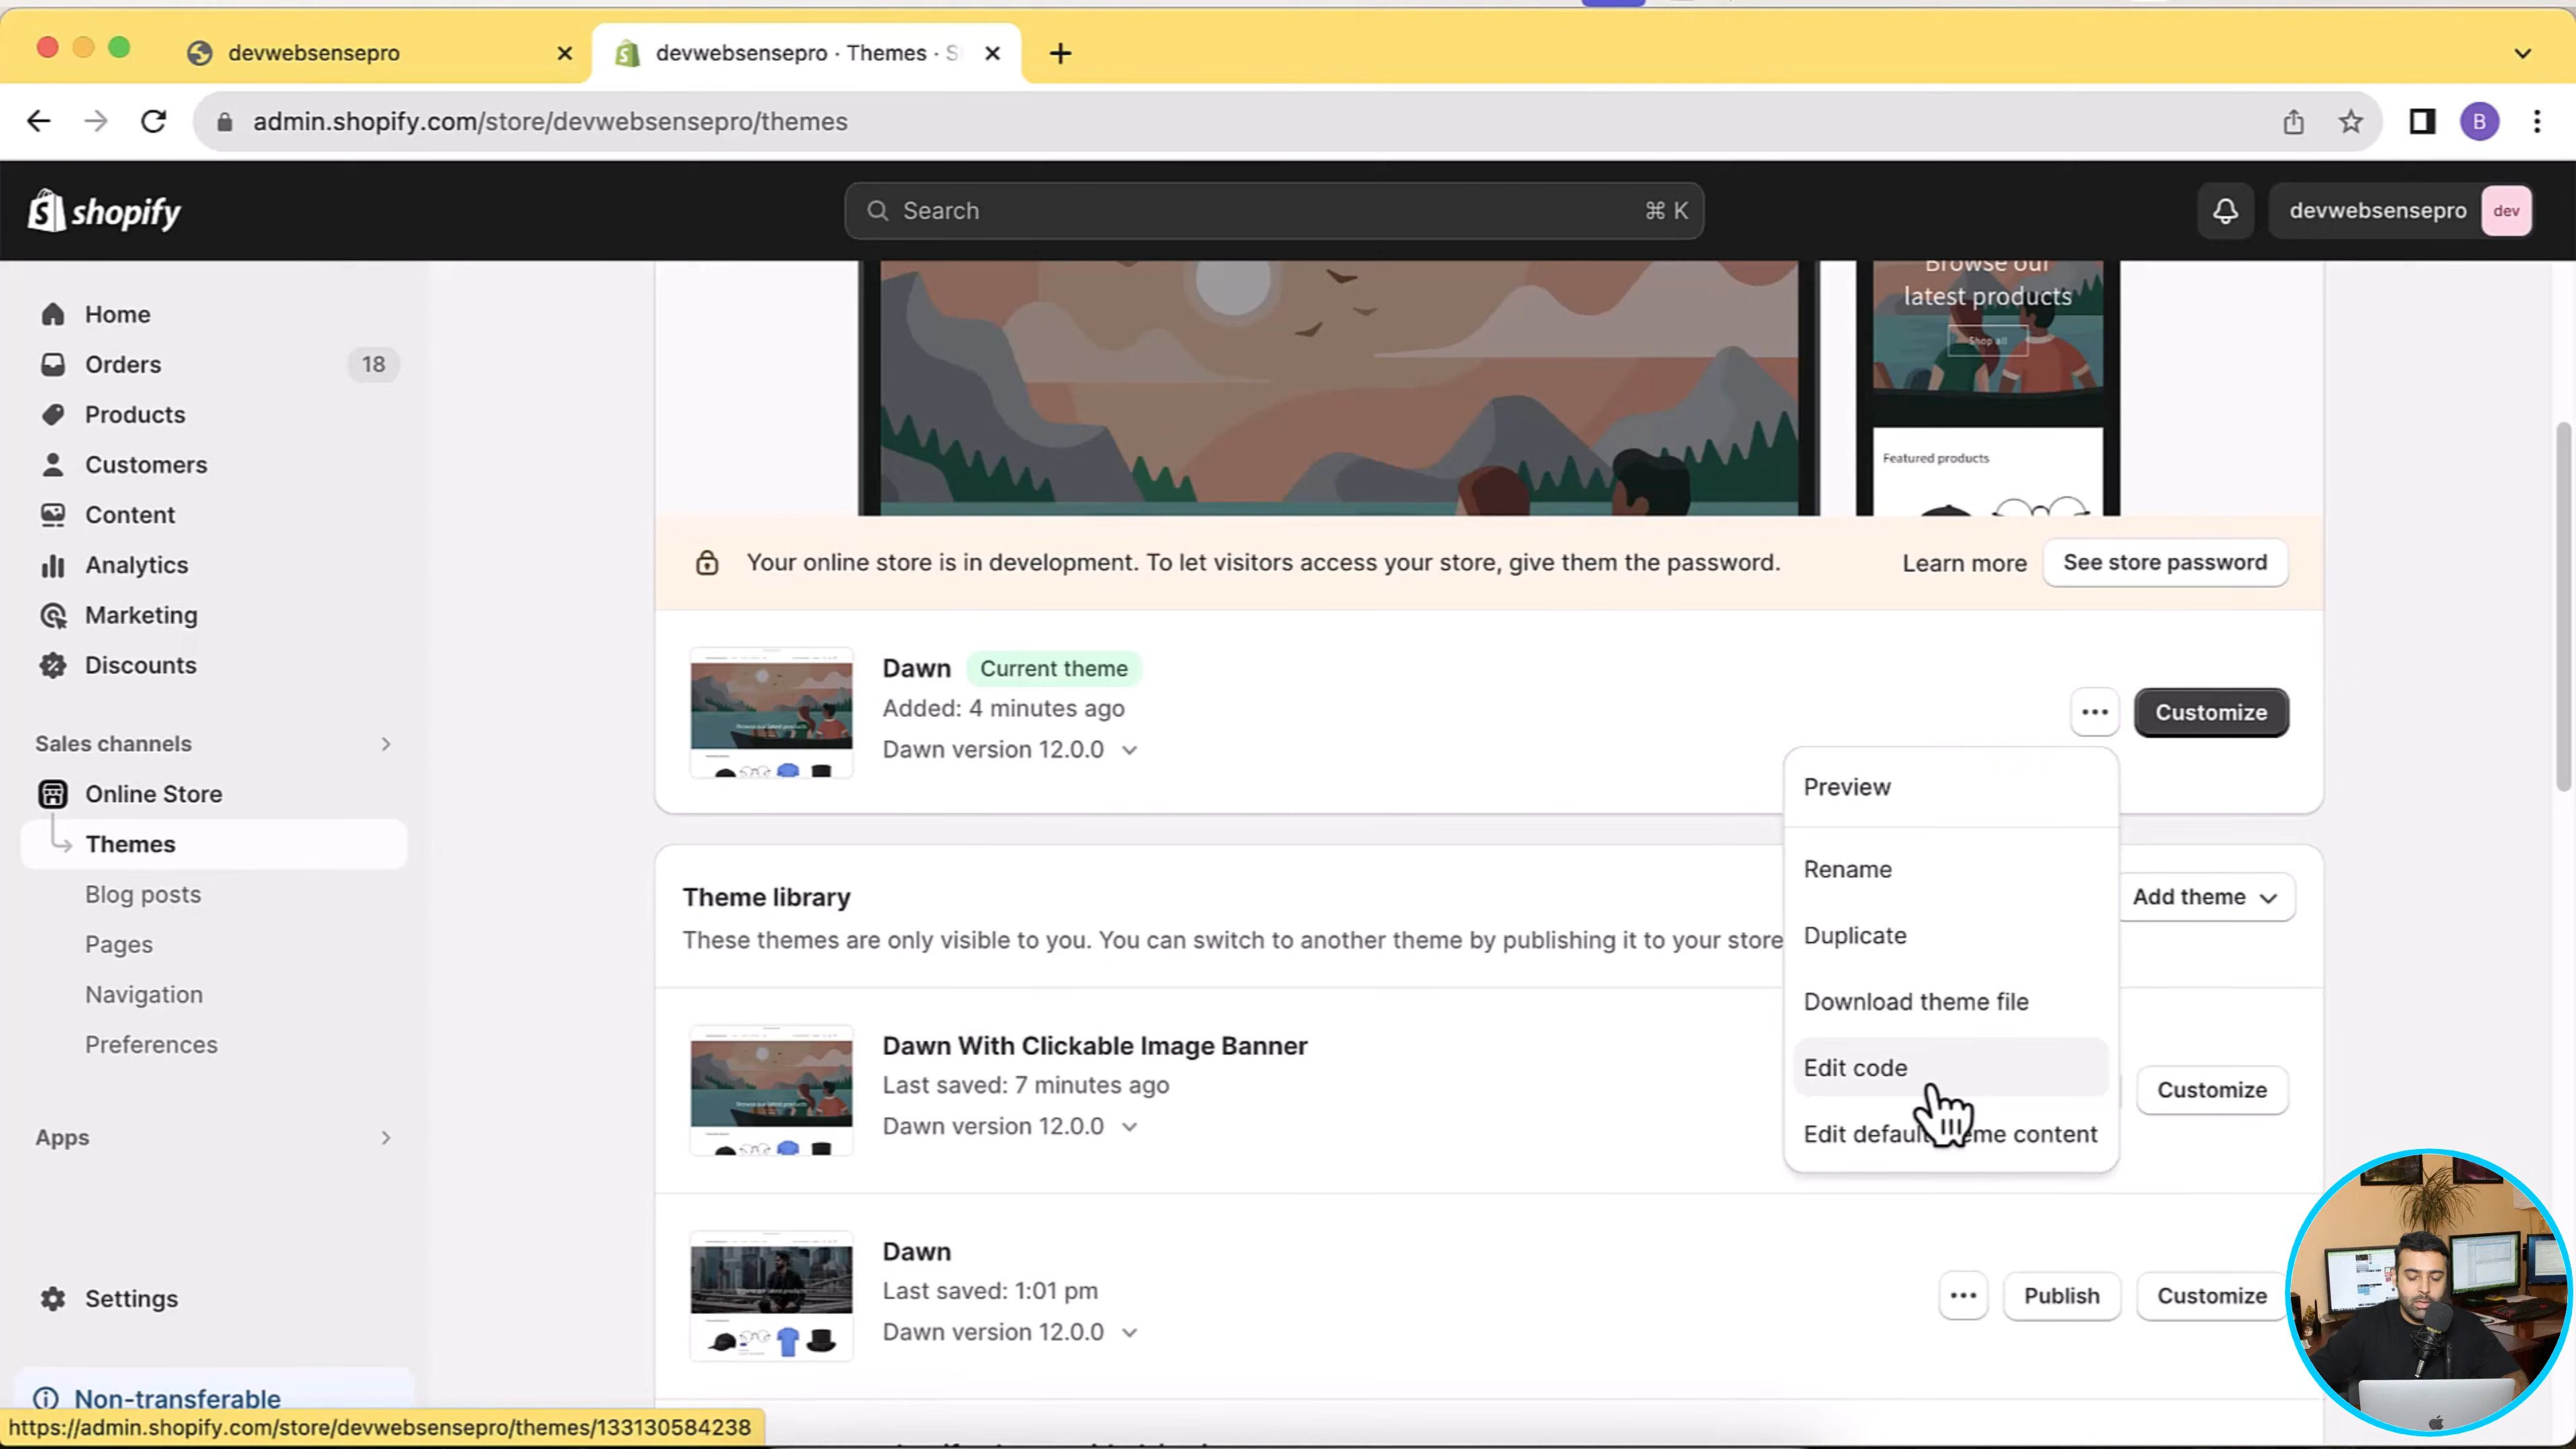 devwebsensepro
devwebsensepro · Themes · S
admin.shopify.com/store/devwebsensepro/themes
B
shopify
Search
⌘ K
devwebsensepro
dev
Home
Orders
18
Products
Customers
Content
Analytics
Marketing
Discounts
Sales channels
Online Store
Themes
Blog posts
Pages
Navigation
Preferences
Apps
Settings
Non-transferable
https://admin.shopify.com/store/devwebsensepro/themes/133130584238
Browse our
latest products
Shop all
Featured products
Your online store is in development. To let visitors access your store, give them the password.
Learn more
See store password
Dawn
Current theme
Added: 4 minutes ago
Dawn version 12.0.0
Customize
Preview
Rename
Duplicate
Download theme file
Edit code
Edit default theme content
Theme library
Add theme
These themes are only visible to you. You can switch to another theme by publishing it to your store
Dawn With Clickable Image Banner
Last saved: 7 minutes ago
Dawn version 12.0.0
Customize
Dawn
Last saved: 1:01 pm
Dawn version 12.0.0
Publish
Customize